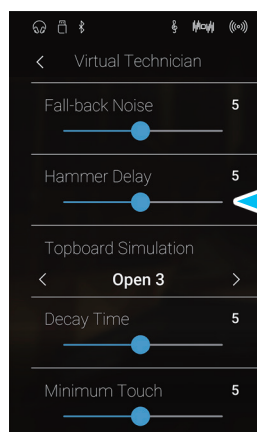 Virtual Technician
Fall-back Noise 5
Hammer Delay 5
Topboard Simulation
Open 3
Decay Time 5
Minimum Touch 5